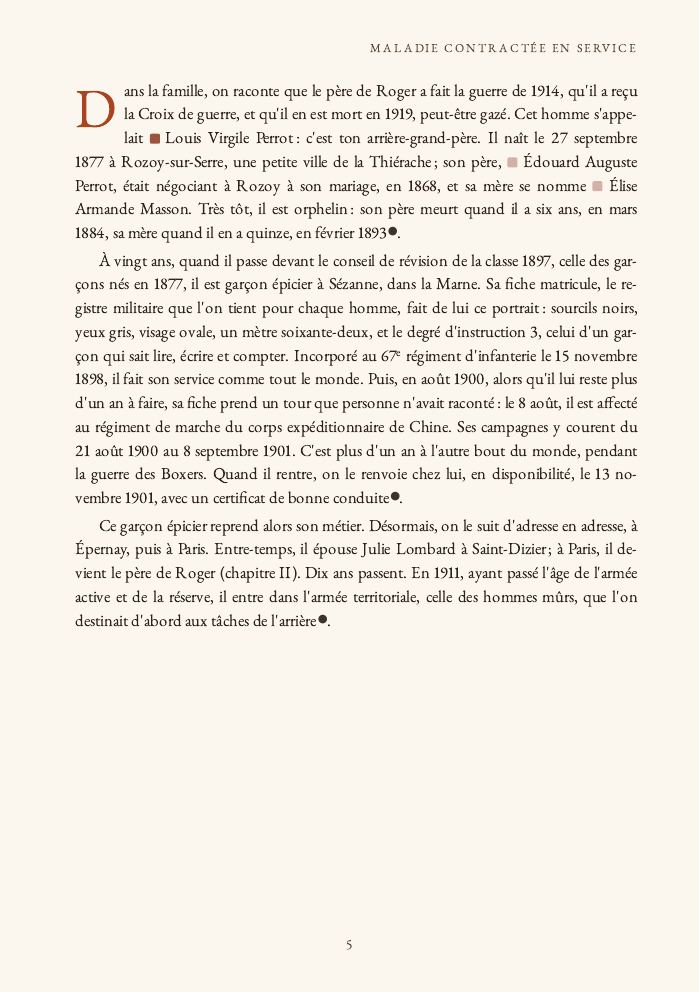 MALADIE CONTRACTÉE EN SERVICE
Dans la famille, on raconte que le père de Roger a fait la guerre de 1914, qu'il a reçu
la Croix de guerre, et qu'il en est mort en 1919, peut-être gazé. Cet homme s'appe-
lait Louis Virgile Perrot : c'est ton arrière-grand-père. Il naît le 27 septembre
1877 à Rozoy-sur-Serre, une petite ville de la Thiérache ; son père, Édouard Auguste
Perrot, était négociant à Rozoy à son mariage, en 1868, et sa mère se nomme Élise
Armande Masson. Très tôt, il est orphelin : son père meurt quand il a six ans, en mars
1884, sa mère quand il en a quinze, en février 1893●.
À vingt ans, quand il passe devant le conseil de révision de la classe 1897, celle des gar-
çons nés en 1877, il est garçon épicier à Sézanne, dans la Marne. Sa fiche matricule, le re-
gistre militaire que l'on tient pour chaque homme, fait de lui ce portrait : sourcils noirs,
yeux gris, visage ovale, un mètre soixante-deux, et le degré d'instruction 3, celui d'un gar-
çon qui sait lire, écrire et compter. Incorporé au 67e régiment d'infanterie le 15 novembre
1898, il fait son service comme tout le monde. Puis, en août 1900, alors qu'il lui reste plus
d'un an à faire, sa fiche prend un tour que personne n'avait raconté : le 8 août, il est affecté
au régiment de marche du corps expéditionnaire de Chine. Ses campagnes y courent du
21 août 1900 au 8 septembre 1901. C'est plus d'un an à l'autre bout du monde, pendant
la guerre des Boxers. Quand il rentre, on le renvoie chez lui, en disponibilité, le 13 no-
vembre 1901, avec un certificat de bonne conduite●.
Ce garçon épicier reprend alors son métier. Désormais, on le suit d'adresse en adresse, à
Épernay, puis à Paris. Entre-temps, il épouse Julie Lombard à Saint-Dizier ; à Paris, il de-
vient le père de Roger (chapitre II). Dix ans passent. En 1911, ayant passé l'âge de l'armée
active et de la réserve, il entre dans l'armée territoriale, celle des hommes mûrs, que l'on
destinait d'abord aux tâches de l'arrière●.
5